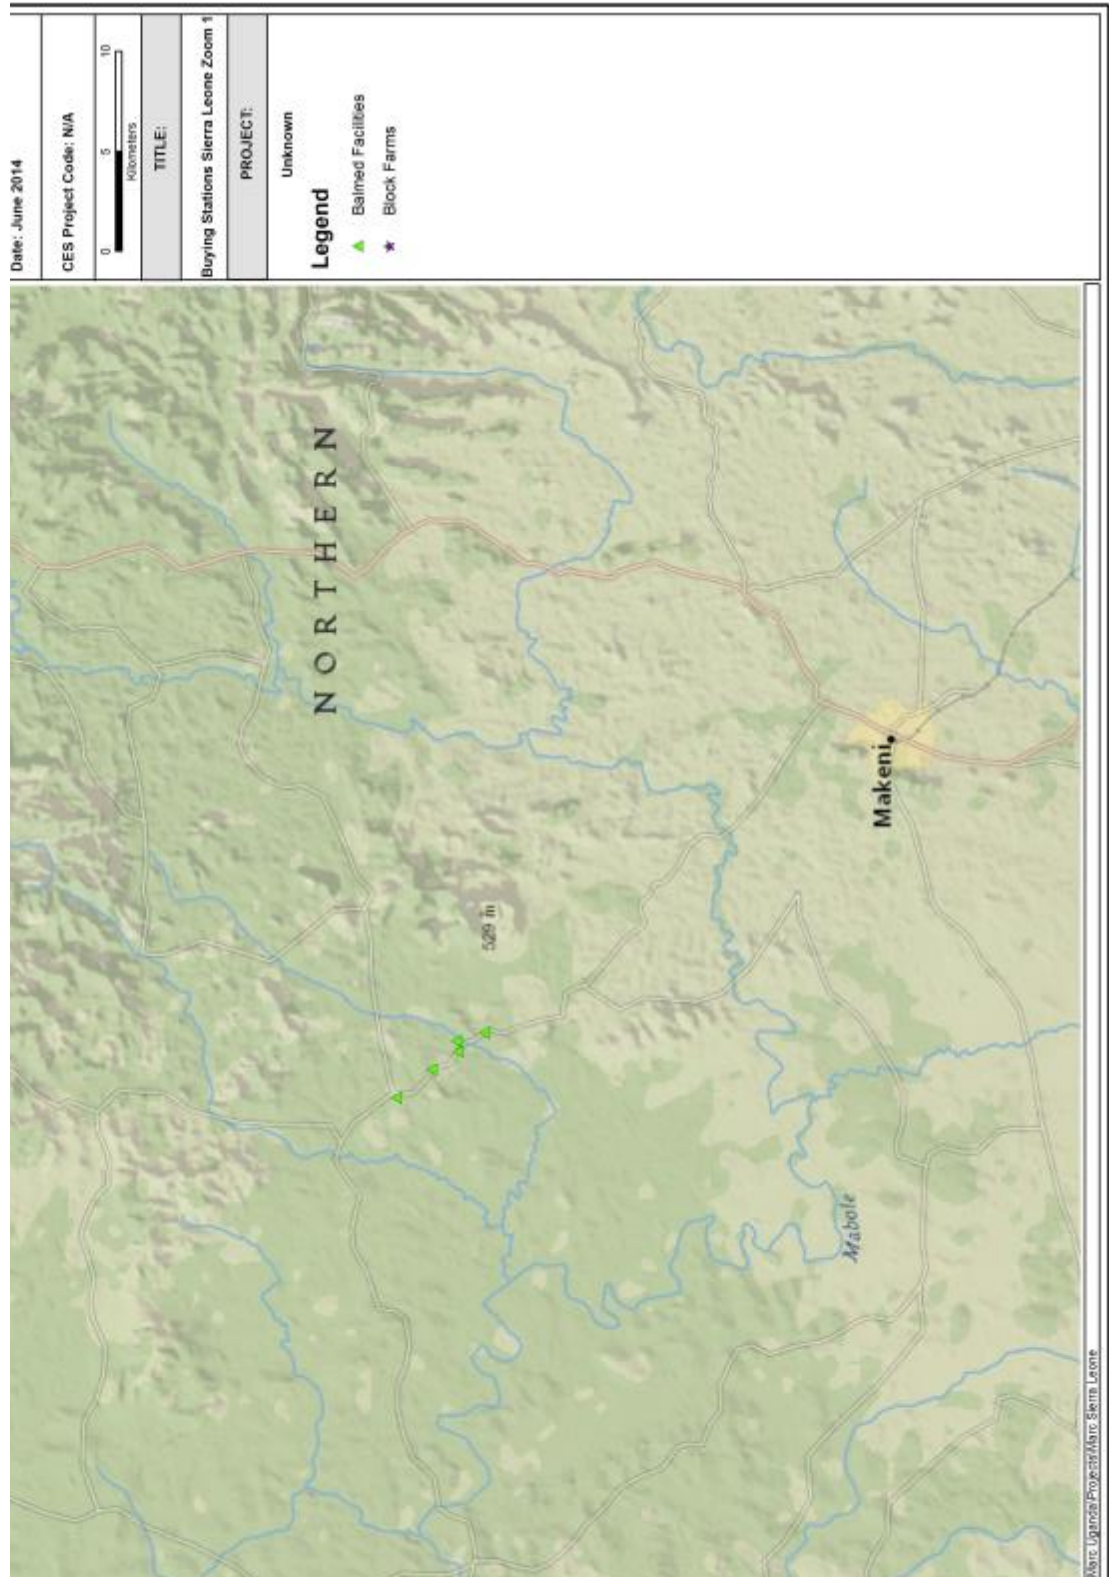 Date: June 2014
CES Project Code: N/A
0 5 10
Kilometers
TITLE:
Buying Stations Sierra Leone Zoom 1
PROJECT:
Unknown
Legend
Balmed Facilities
Block Farms
NORTHERN
529 m
Makeni
Mabole
Marc Uganda\Projects\Marc Sierra Leone